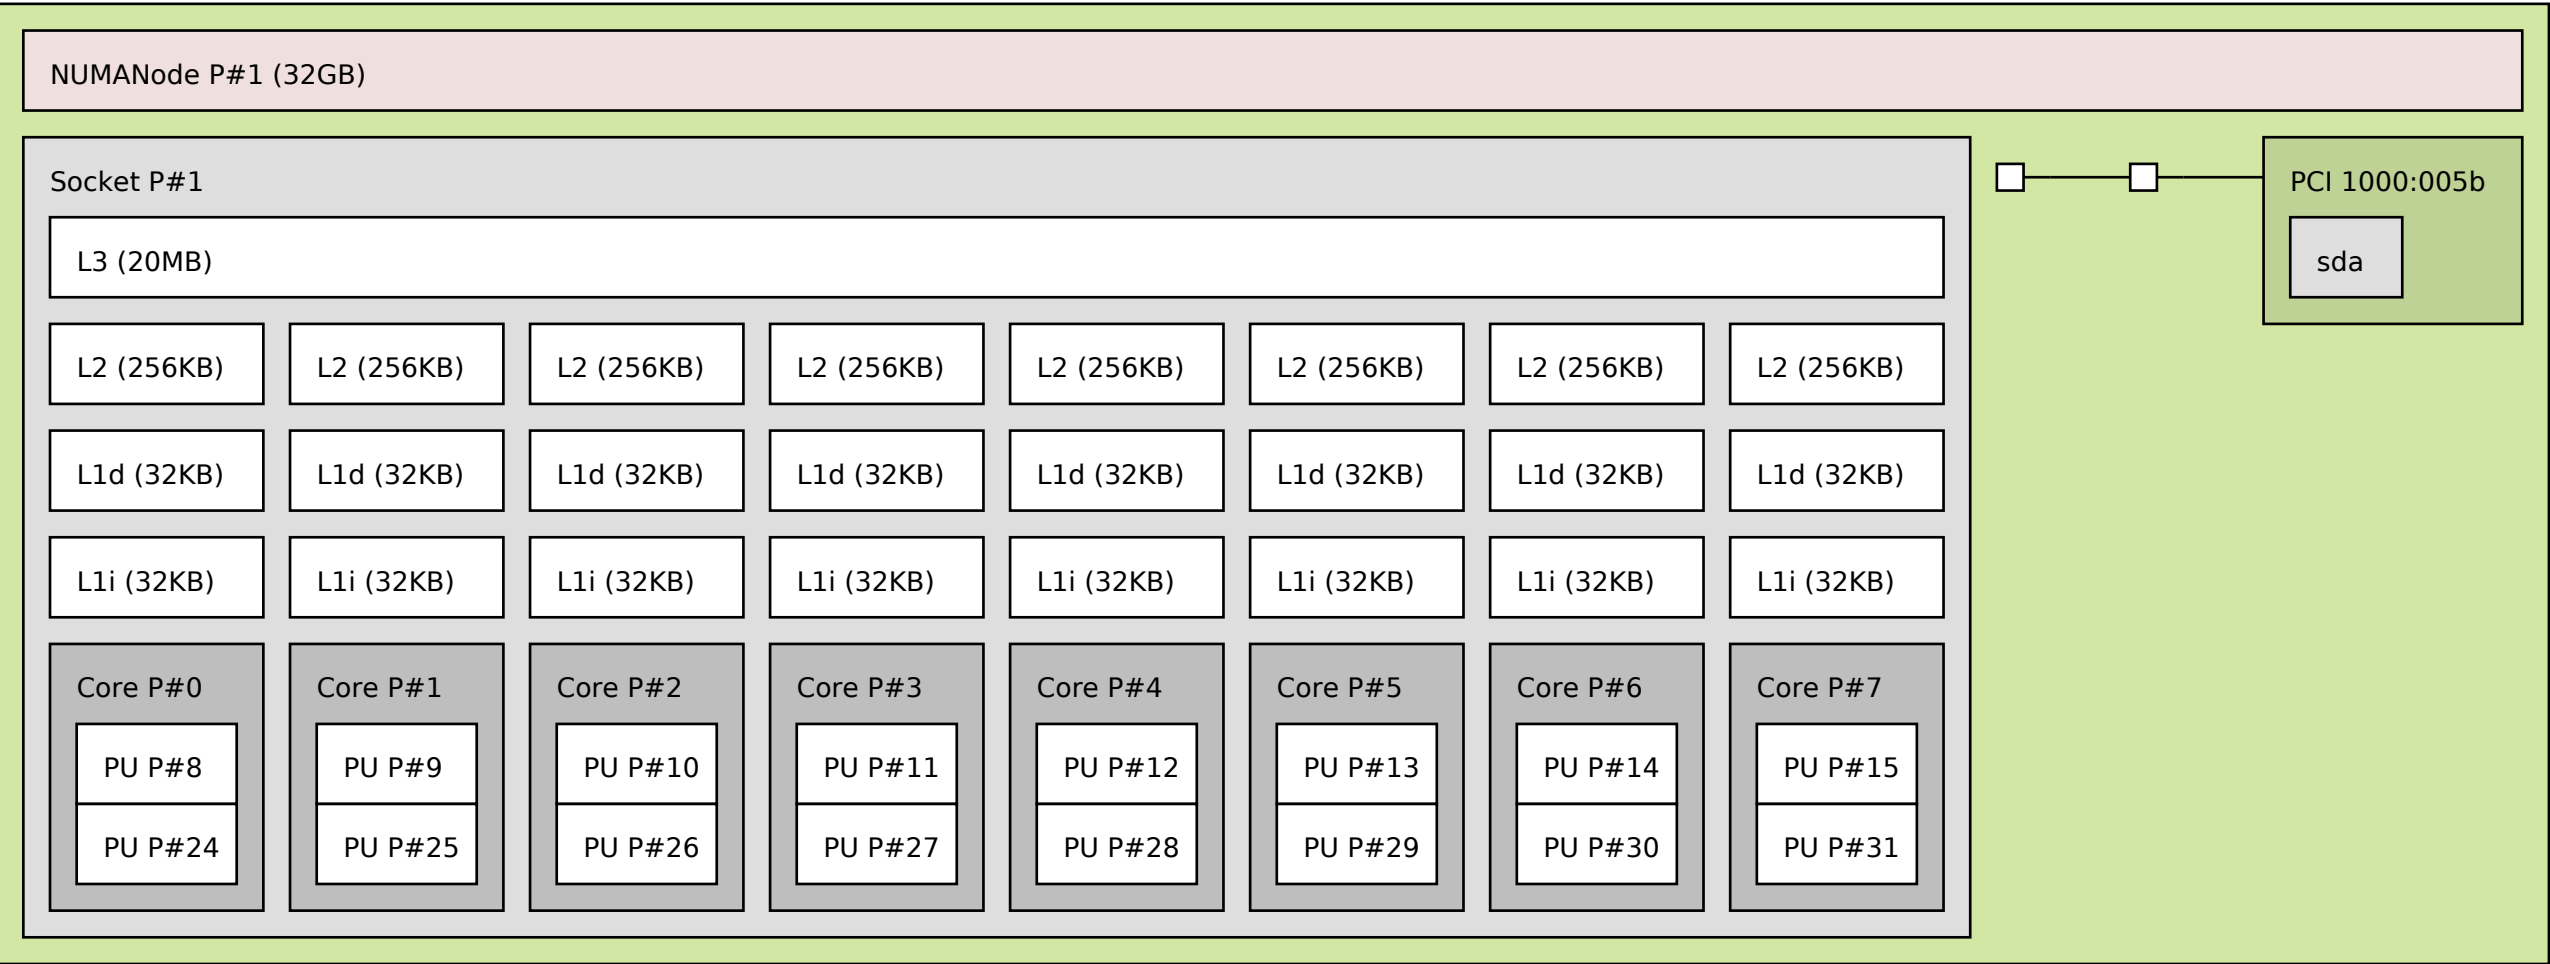 NUMANode P#1 (32GB)
Socket P#1
PCI 1000:005b
L3 (20MB)
sda
L2 (256KB) L2 (256KB) L2 (256KB) L2 (256KB) L2 (256KB) L2 (256KB) L2 (256KB) L2 (256KB)
L1d (32KB) L1d (32KB) L1d (32KB) L1d (32KB) L1d (32KB) L1d (32KB) L1d (32KB) L1d (32KB)
L1i (32KB) L1i (32KB) L1i (32KB) L1i (32KB) L1i (32KB) L1i (32KB) L1i (32KB) L1i (32KB)
Core P#0 Core P#1 Core P#2 Core P#3 Core P#4 Core P#5 Core P#6 Core P#7
PU P#8 PU P#9 PU P#10 PU P#11 PU P#12 PU P#13 PU P#14 PU P#15
PU P#24 PU P#25 PU P#26 PU P#27 PU P#28 PU P#29 PU P#30 PU P#31